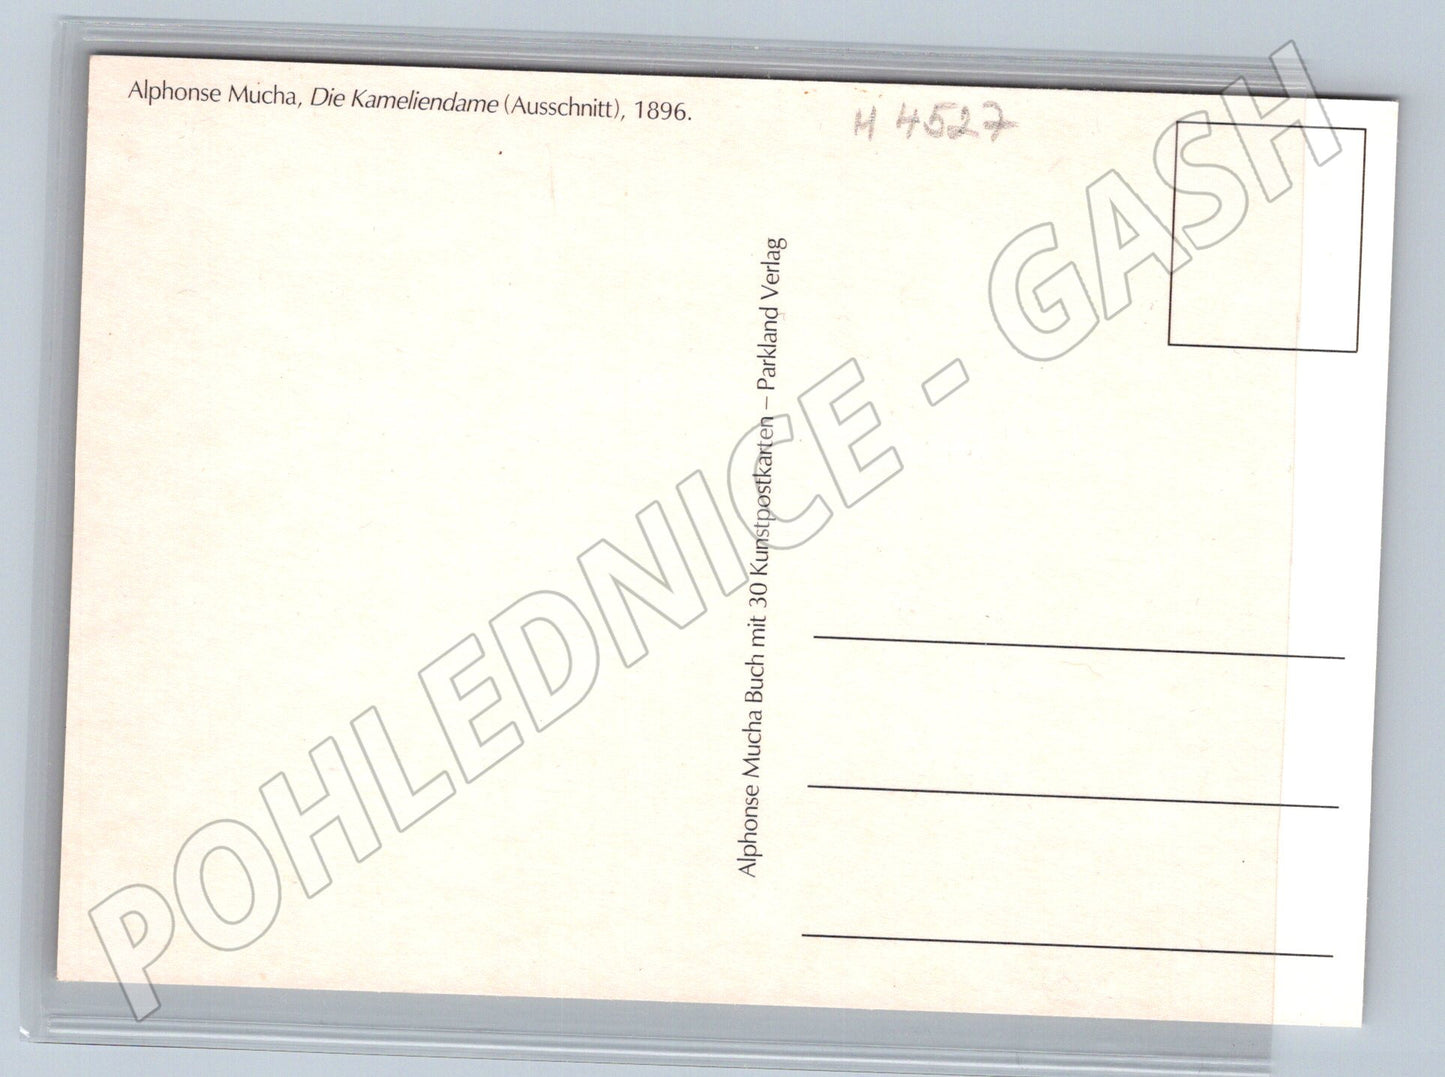 Alphonse Mucha, Die Kameliendame (Ausschnitt), 1896.
H 4527
Alphonse Mucha Buch mit 30 Kunstpostkarten – Parkland Verlag
POHLEDNICE - GASH